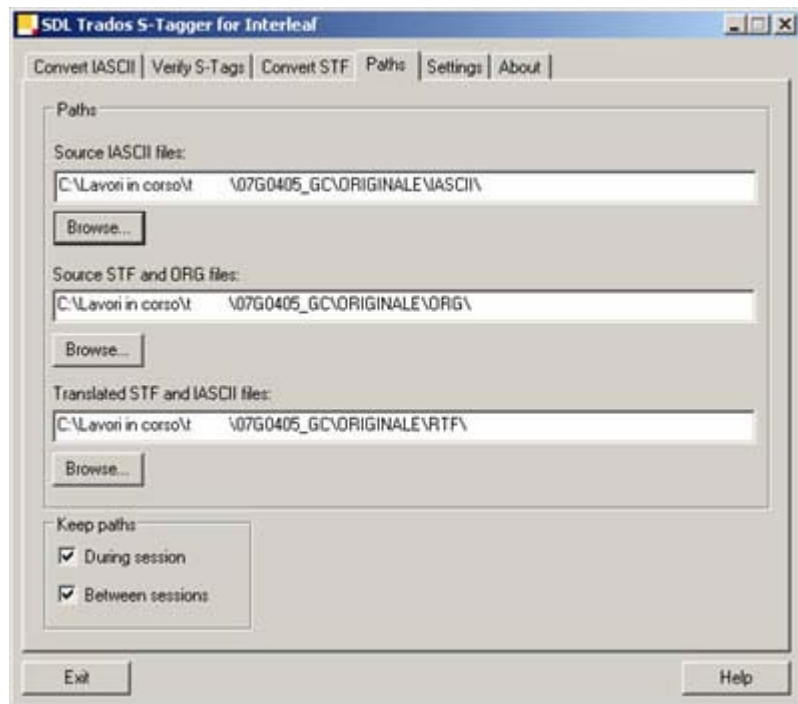 SDL Trados S-Tagger for Interleaf
Convert IASCII Verify S-Tags Convert STF Paths Settings About
Paths
Source IASCII files:
C:\Lavori in corso\t \07G0405_GC\ORIGINALE\IASCII\
Browse...
Source STF and ORG files:
C:\Lavori in corso\t \07G0405_GC\ORIGINALE\ORG\
Browse...
Translated STF and IASCII files:
C:\Lavori in corso\t \07G0405_GC\ORIGINALE\RTF\
Browse...
Keep paths
During session
Between sessions
Exit Help